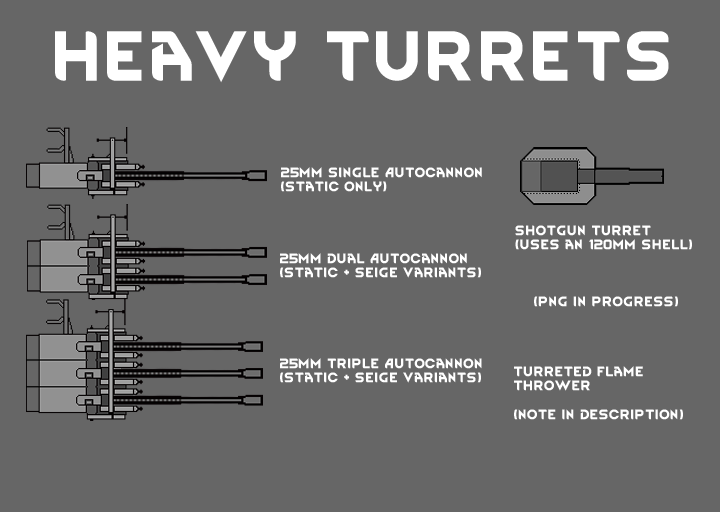 HEAVY TURRETS
25MM SINGLE AUTOCANNON
(STATIC ONLY)
25MM DUAL AUTOCANNON
(STATIC + SEIGE VARIANTS)
25MM TRIPLE AUTOCANNON
(STATIC + SEIGE VARIANTS)
SHOTGUN TURRET
(USES AN 120MM SHELL)
(PNG IN PROGRESS)
TURRETED FLAME
THROWER
(NOTE IN DESCRIPTION)